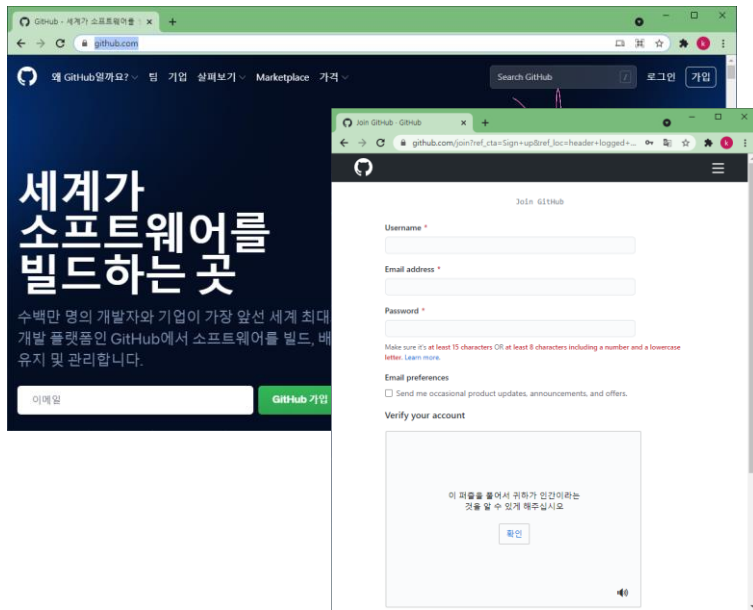 GitHub - 세계가 소프트웨어를
github.com
왜 GitHub일까요? 팀 기업 살펴보기 Marketplace 가격
Search GitHub
/
로그인
가입
세계가
소프트웨어를
빌드하는 곳
수백만 명의 개발자와 기업이 가장 앞선 세계 최대
개발 플랫폼인 GitHub에서 소프트웨어를 빌드, 배
유지 및 관리합니다.
이메일
GitHub 가입
Join GitHub · GitHub
github.com/join?ref_cta=Sign+up&ref_loc=header+logged+...
k
Join GitHub
Username *
Email address *
Password *
Make sure it's at least 15 characters OR at least 8 characters including a number and a lowercase
letter. Learn more.
Email preferences
Send me occasional product updates, announcements, and offers.
Verify your account
이 퍼즐을 풀어서 귀하가 인간이라는
것을 알 수 있게 해주십시오
확인